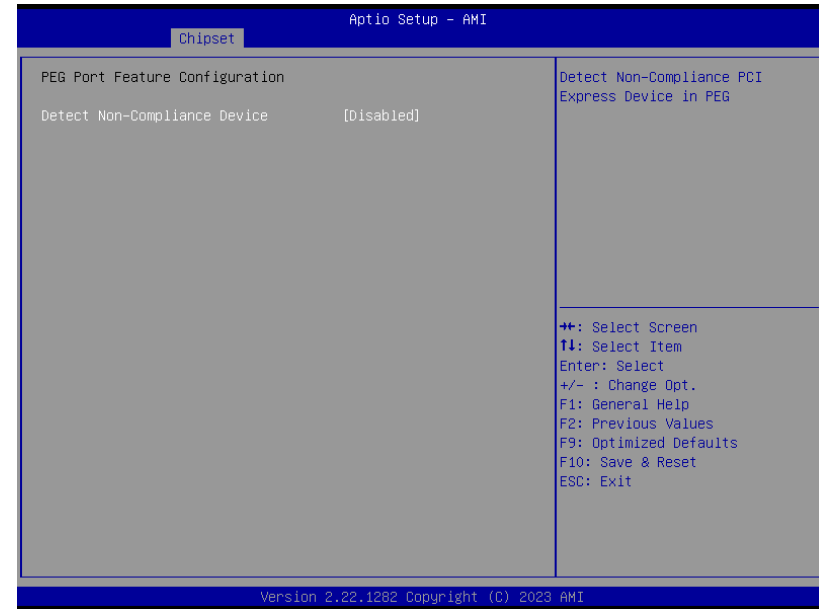 Aptio Setup – AMI
Chipset
PEG Port Feature Configuration
Detect Non-Compliance Device [Disabled]
Detect Non-Compliance PCI
Express Device in PEG
→←: Select Screen
↑↓: Select Item
Enter: Select
+/- : Change Opt.
F1: General Help
F2: Previous Values
F9: Optimized Defaults
F10: Save & Reset
ESC: Exit
Version 2.22.1282 Copyright (C) 2023 AMI